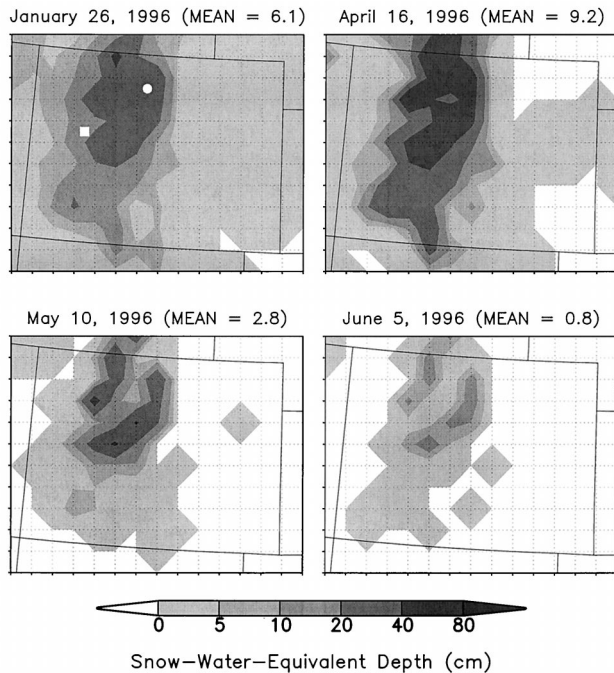 January 26, 1996 (MEAN = 6.1)
April 16, 1996 (MEAN = 9.2)
May 10, 1996 (MEAN = 2.8)
June 5, 1996 (MEAN = 0.8)
0 5 10 20 40 80
Snow-Water-Equivalent Depth (cm)